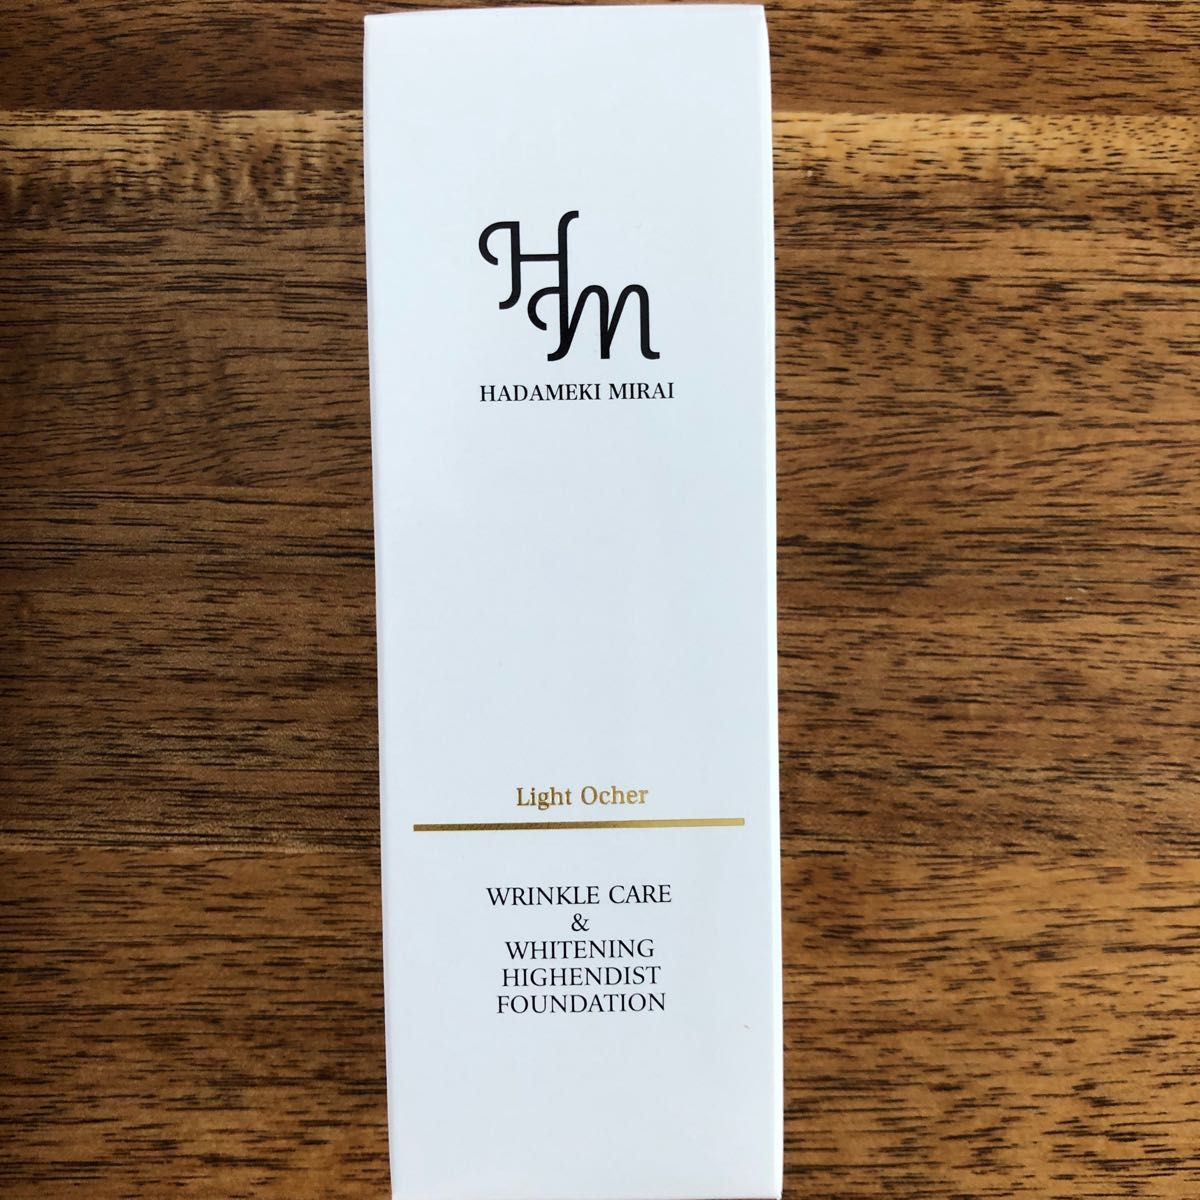 HM
HADAMEKI MIRAI
Light Ocher
WRINKLE CARE
&
WHITENING
HIGHENDIST
FOUNDATION